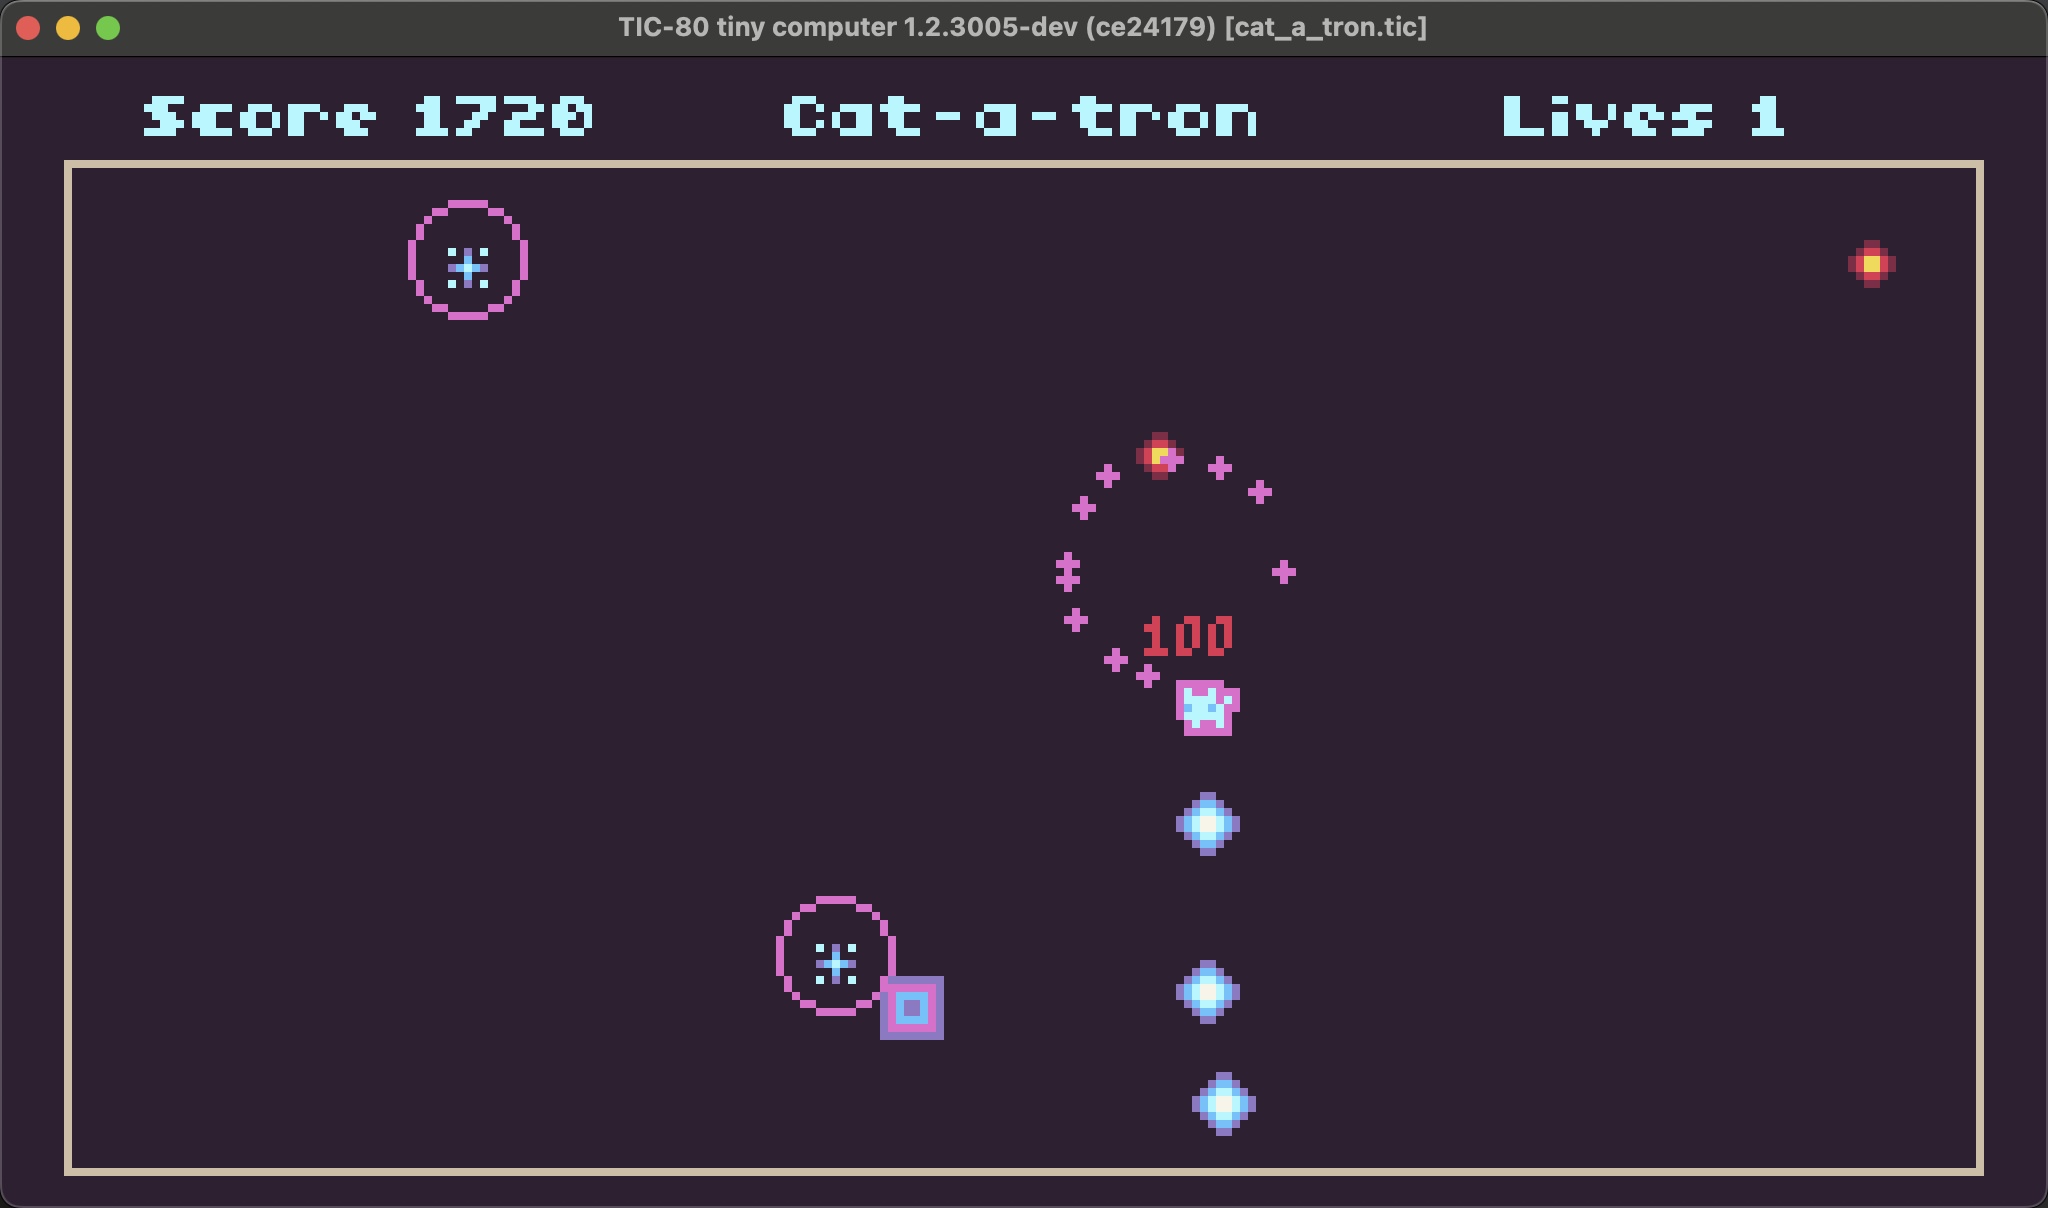 TIC-80 tiny computer 1.2.3005-dev (ce24179) [cat_a_tron.tic]
Score 1720 Cat-a-tron Lives 1
100